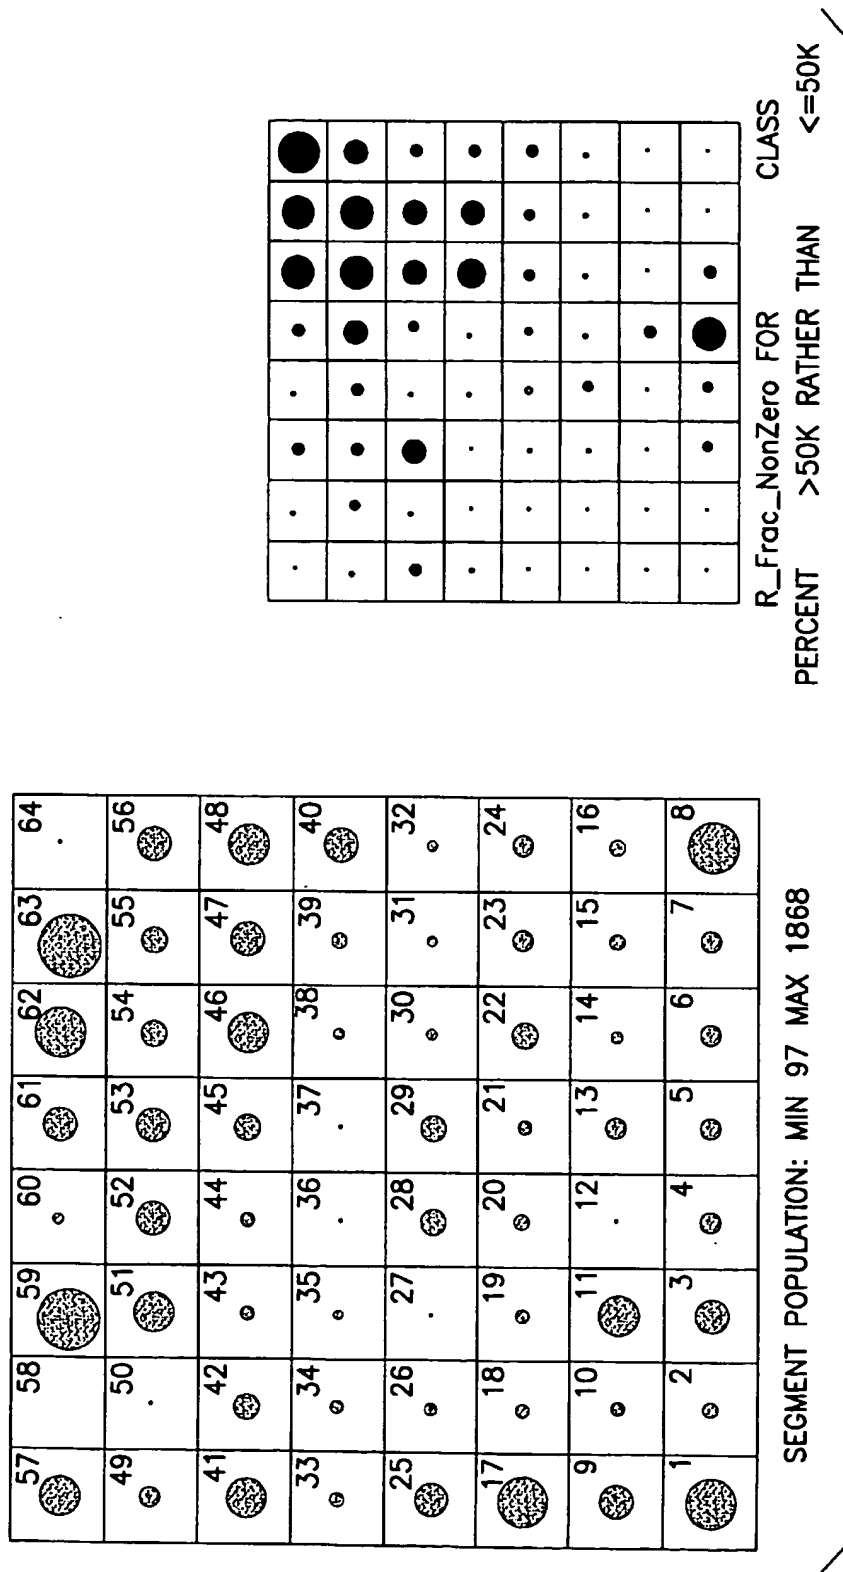 57 58 59 60 61 62 63 64
49 50 51 52 53 54 55 56
41 42 43 44 45 46 47 48
33 34 35 36 37 38 39 40
25 26 27 28 29 30 31 32
17 18 19 20 21 22 23 24
9 10 11 12 13 14 15 16
1 2 3 4 5 6 7 8
SEGMENT POPULATION: MIN 97 MAX 1868
R_Frac_NonZero FOR CLASS
PERCENT >50K RATHER THAN <=50K